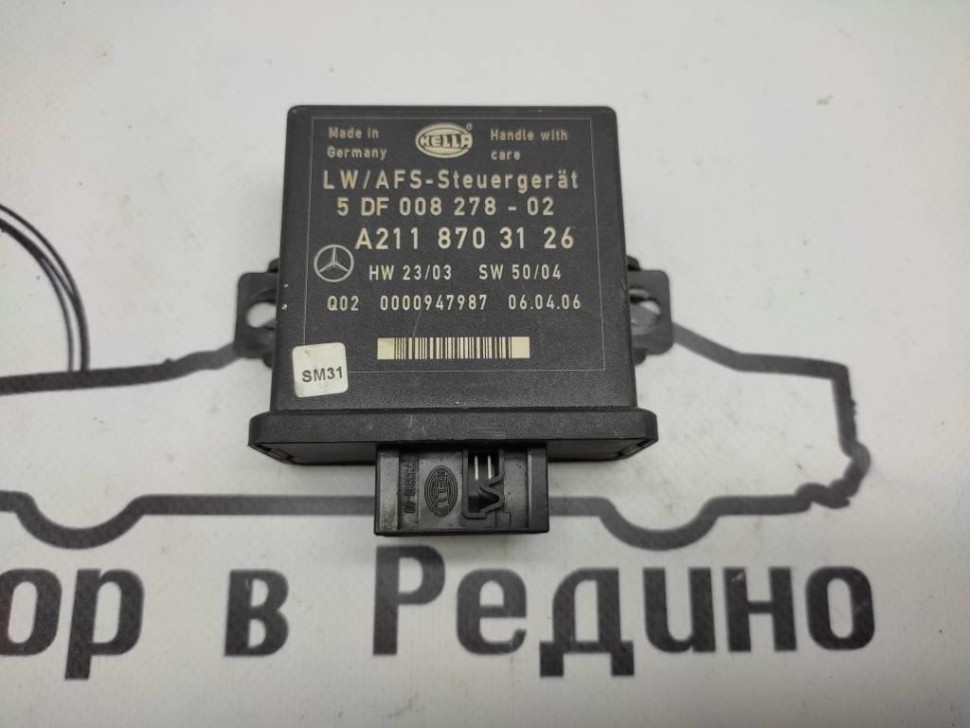 Made in Germany
HELLA
®
Handle with care
LW/AFS-Steuergerät
5 DF 008 278 - 02
A211 870 31 26
HW 23/03 SW 50/04
Q02 0000947987 06.04.06
SM31
HELLA
ор в Редино